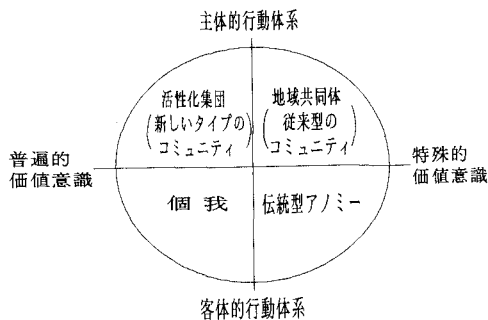 主体的行動体系
活性化集団
(新しいタイプの
コミュニティ)
地域共同体
(従来型の
コミュニティ)
普遍的
価値意識
特殊的
価値意識
個我
伝統型アノミー
客体的行動体系